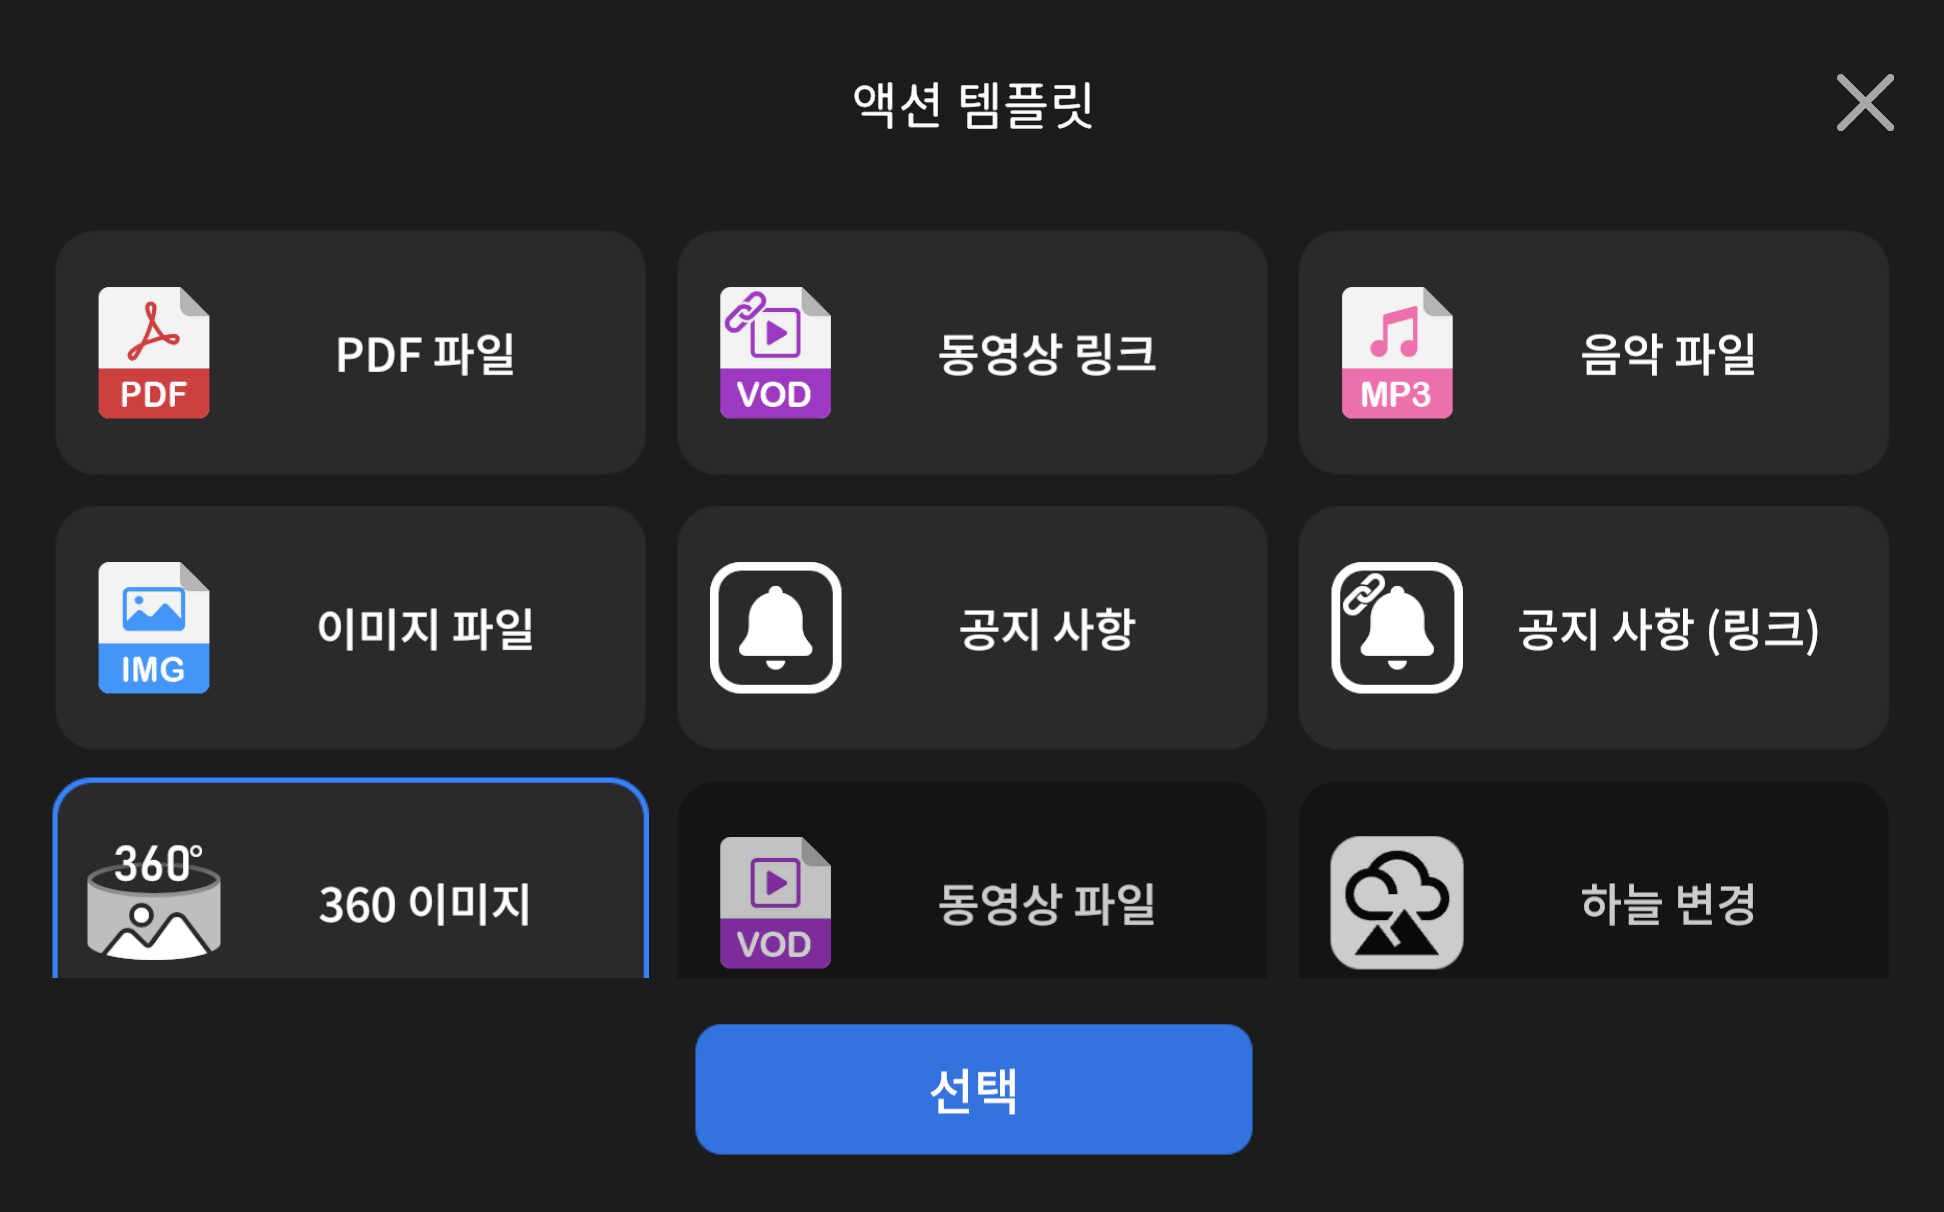 액션 템플릿
PDF
PDF 파일
VOD
동영상 링크
MP3
음악 파일
IMG
이미지 파일
공지 사항
공지 사항 (링크)
360°
360 이미지
VOD
동영상 파일
하늘 변경
선택